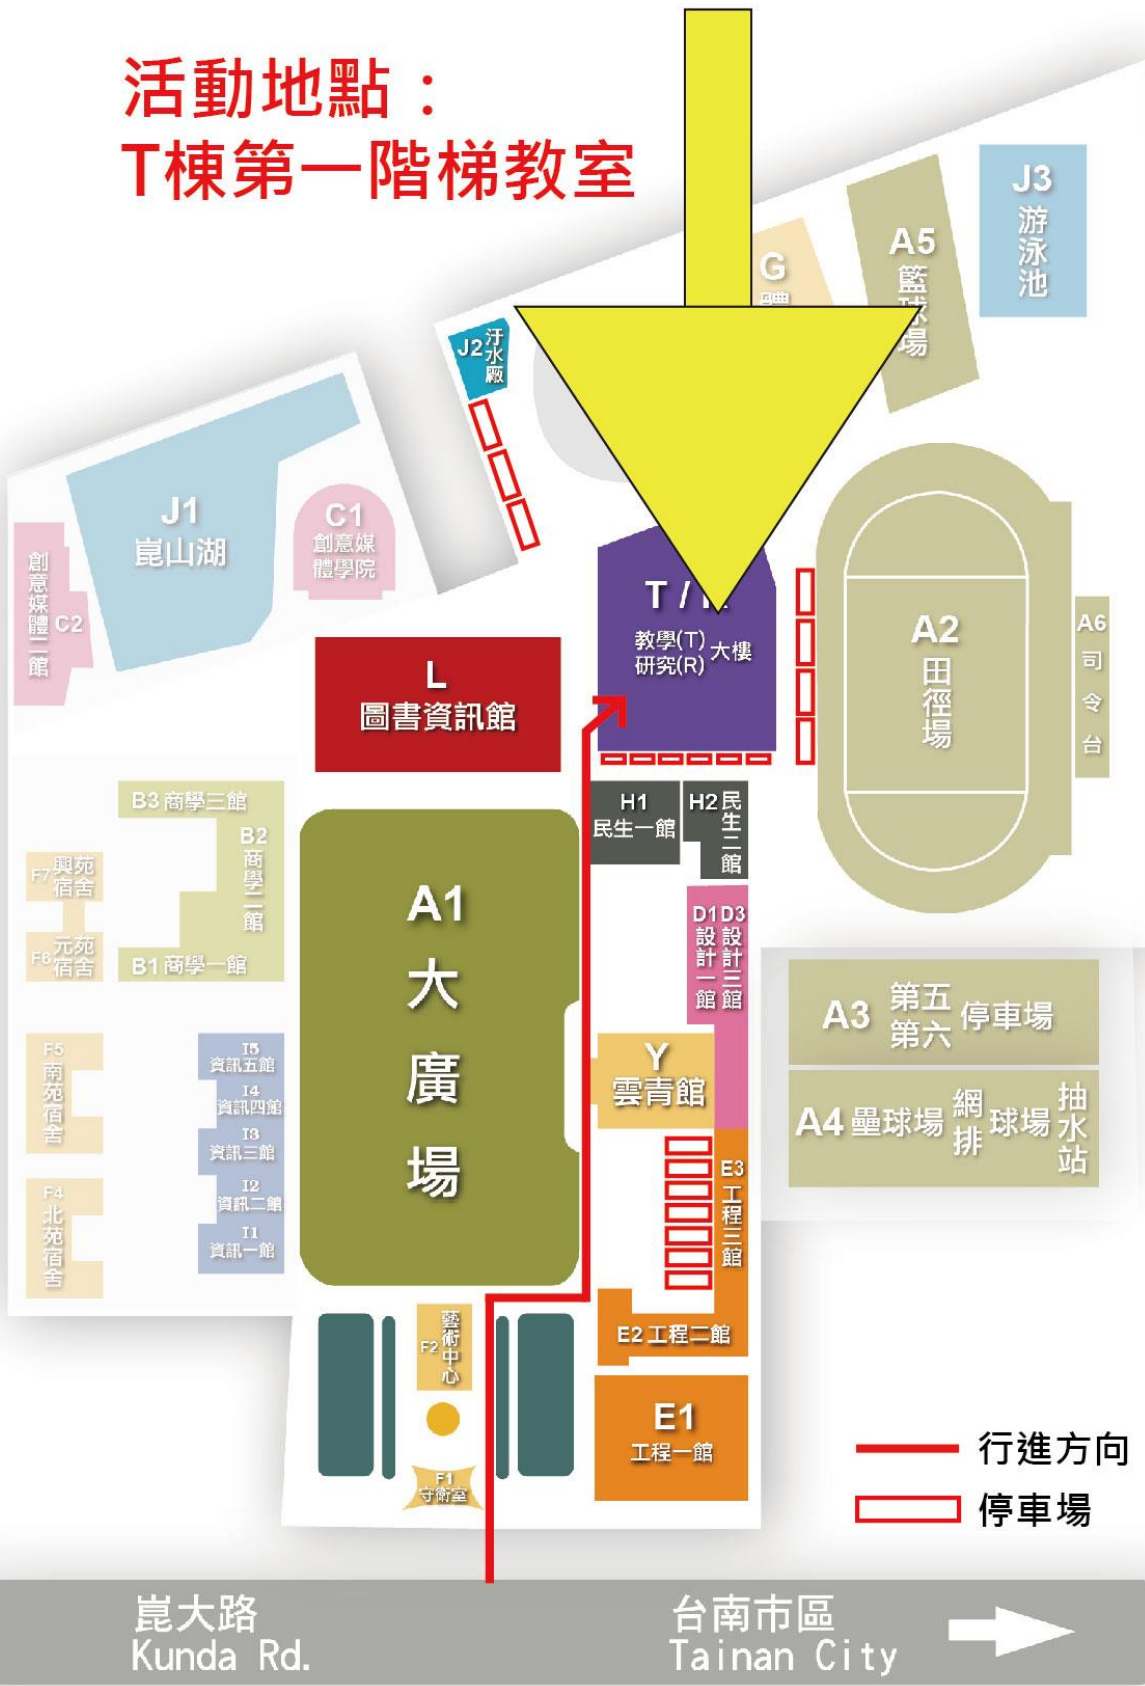 活動地點：
T棟第一階梯教室
J3
游泳池
G
A5
籃球場
J2 汙水廠
J1
崑山湖
C1
創意媒
體學院
創意媒體二館
C2
T /
教學(T)
研究(R)
大樓
A2
田徑場
A6
司令台
L
圖書資訊館
B3 商學三館
B2
商學二館
B1 商學一館
H1
民生一館
H2 民生二館
F7 興苑
宿舍
F6 元苑
宿舍
A1
大廣場
D1 設計一館
D3 設計三館
A3 第五
第六 停車場
A4 壘球場 網排 球場 抽水站
F5
南苑宿舍
I5
資訊五館
I4
資訊四館
I3
資訊三館
I2
資訊二館
I1
資訊一館
Y
雲青館
F4
北苑宿舍
E3
工程三館
F2 藝術中心
E2 工程二館
E1
工程一館
F1
守衛室
行進方向
停車場
崑大路
Kunda Rd.
台南市區
Tainan City